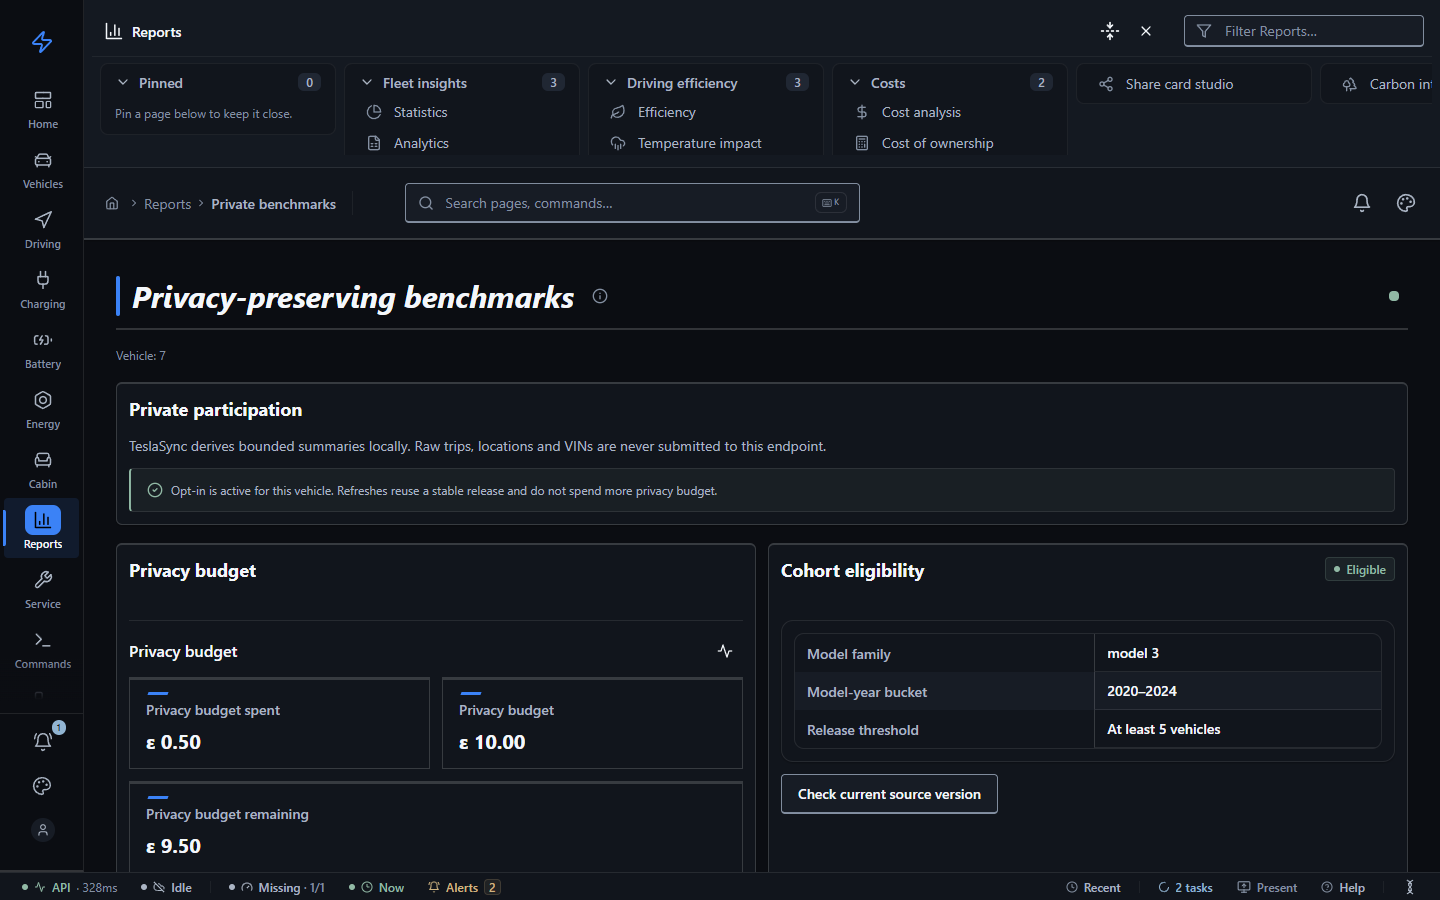 Reports
Filter Reports...
Pinned
0
Pin a page below to keep it close.
Fleet insights
3
Statistics
Analytics
Driving efficiency
3
Efficiency
Temperature impact
Costs
2
Cost analysis
Cost of ownership
Share card studio
Carbon int
Home
Vehicles
Driving
Charging
Battery
Energy
Cabin
Reports
Service
Commands
1
Reports
Private benchmarks
Search pages, commands...
K
Privacy-preserving benchmarks
Vehicle: 7
Private participation
TeslaSync derives bounded summaries locally. Raw trips, locations and VINs are never submitted to this endpoint.
Opt-in is active for this vehicle. Refreshes reuse a stable release and do not spend more privacy budget.
Privacy budget
Privacy budget
Privacy budget spent
ε 0.50
Privacy budget
ε 10.00
Privacy budget remaining
ε 9.50
Cohort eligibility
Eligible
Model family
model 3
Model-year bucket
2020–2024
Release threshold
At least 5 vehicles
Check current source version
API · 328ms
Idle
Missing · 1/1
Now
Alerts 2
Recent
2 tasks
Present
Help